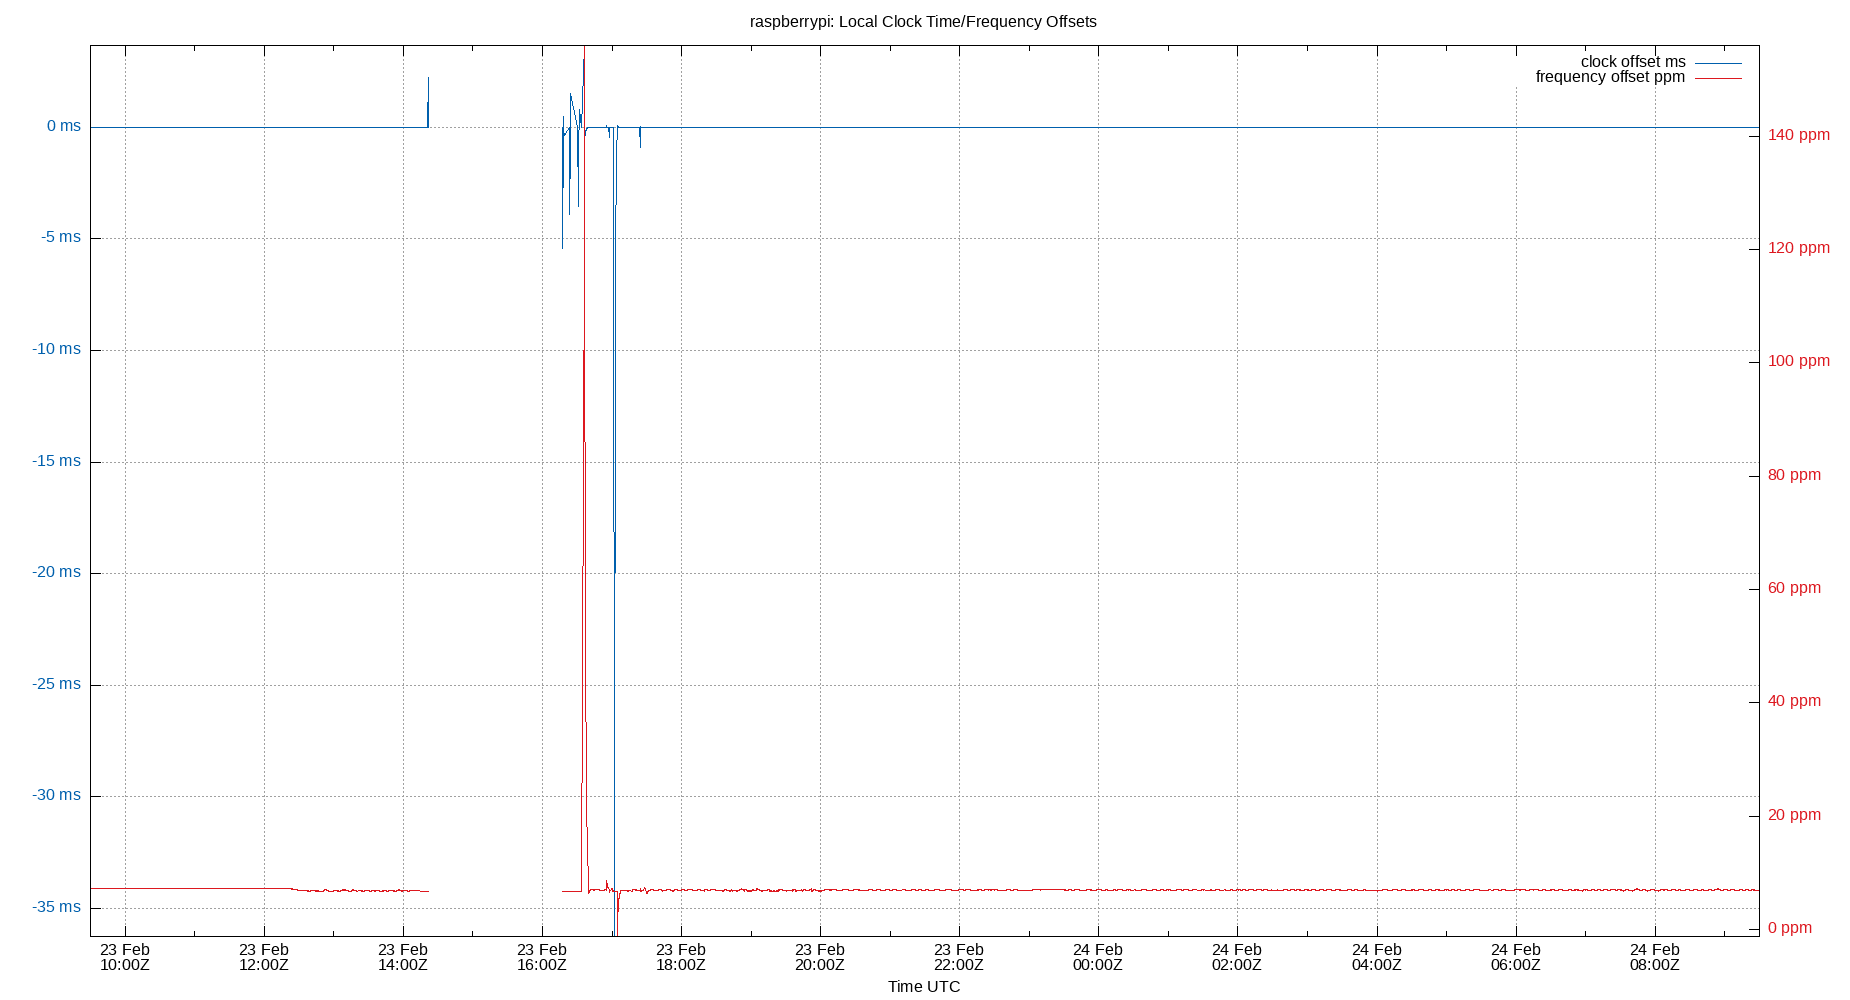 raspberrypi: Local Clock Time/Frequency Offsets
clock offset ms
frequency offset ppm
0 ms
-5 ms
-10 ms
-15 ms
-20 ms
-25 ms
-30 ms
-35 ms
140 ppm
120 ppm
100 ppm
80 ppm
60 ppm
40 ppm
20 ppm
0 ppm
23 Feb 23 Feb 23 Feb 23 Feb 23 Feb 23 Feb 23 Feb 24 Feb 24 Feb 24 Feb 24 Feb 24 Feb
10:00Z 12:00Z 14:00Z 16:00Z 18:00Z 20:00Z 22:00Z 00:00Z 02:00Z 04:00Z 06:00Z 08:00Z
Time UTC